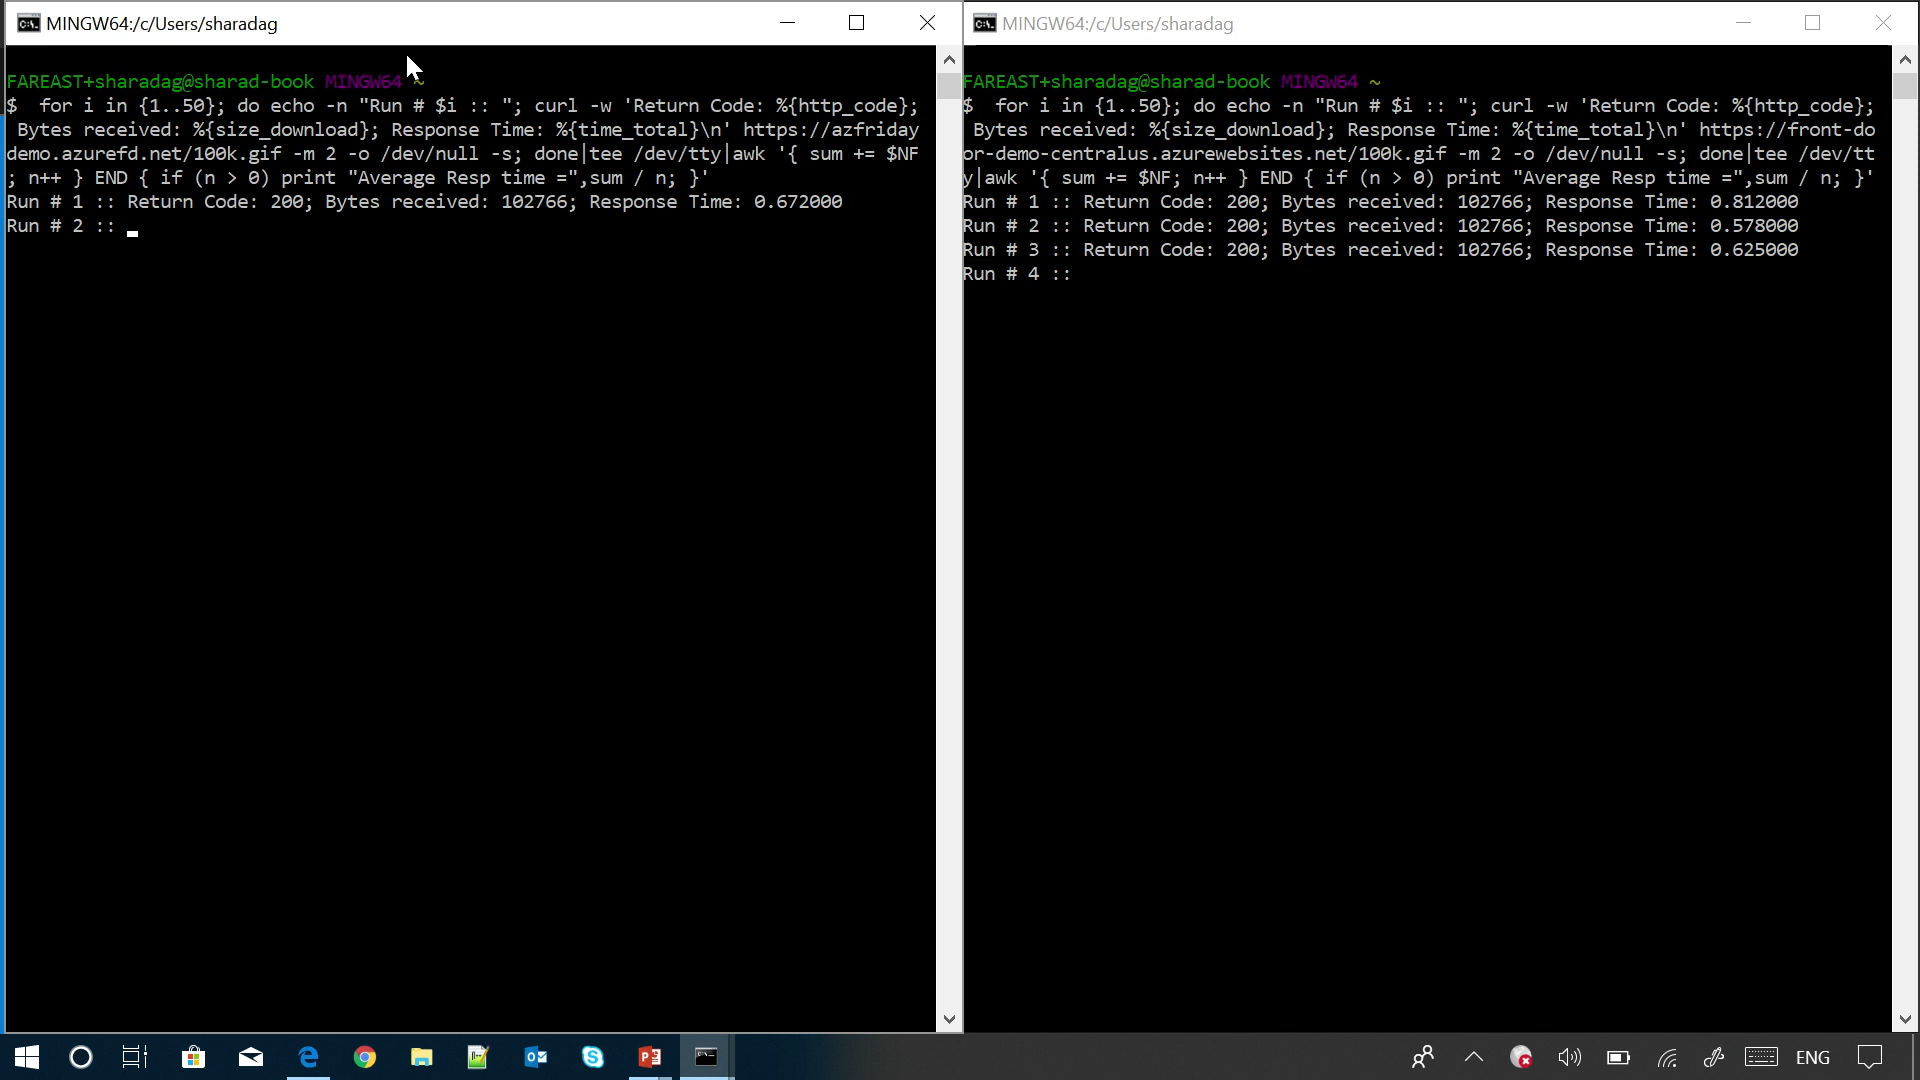 MINGW64:/c/Users/sharadag
FAREAST+sharadag@sharad-book MINGW64 ~
$ for i in {1..50}; do echo -n "Run # $i :: "; curl -w 'Return Code: %{http_code};
Bytes received: %{size_download}; Response Time: %{time_total}\n' https://azfriday
demo.azurefd.net/100k.gif -m 2 -o /dev/null -s; done|tee /dev/tty|awk '{ sum += $NF
; n++ } END { if (n > 0) print "Average Resp time =",sum / n; }'
Run # 1 :: Return Code: 200; Bytes received: 102766; Response Time: 0.672000
Run # 2 ::
MINGW64:/c/Users/sharadag
FAREAST+sharadag@sharad-book MINGW64 ~
$ for i in {1..50}; do echo -n "Run # $i :: "; curl -w 'Return Code: %{http_code};
Bytes received: %{size_download}; Response Time: %{time_total}\n' https://front-do
or-demo-centralus.azurewebsites.net/100k.gif -m 2 -o /dev/null -s; done|tee /dev/tt
y|awk '{ sum += $NF; n++ } END { if (n > 0) print "Average Resp time =",sum / n; }'
Run # 1 :: Return Code: 200; Bytes received: 102766; Response Time: 0.812000
Run # 2 :: Return Code: 200; Bytes received: 102766; Response Time: 0.578000
Run # 3 :: Return Code: 200; Bytes received: 102766; Response Time: 0.625000
Run # 4 ::
ENG